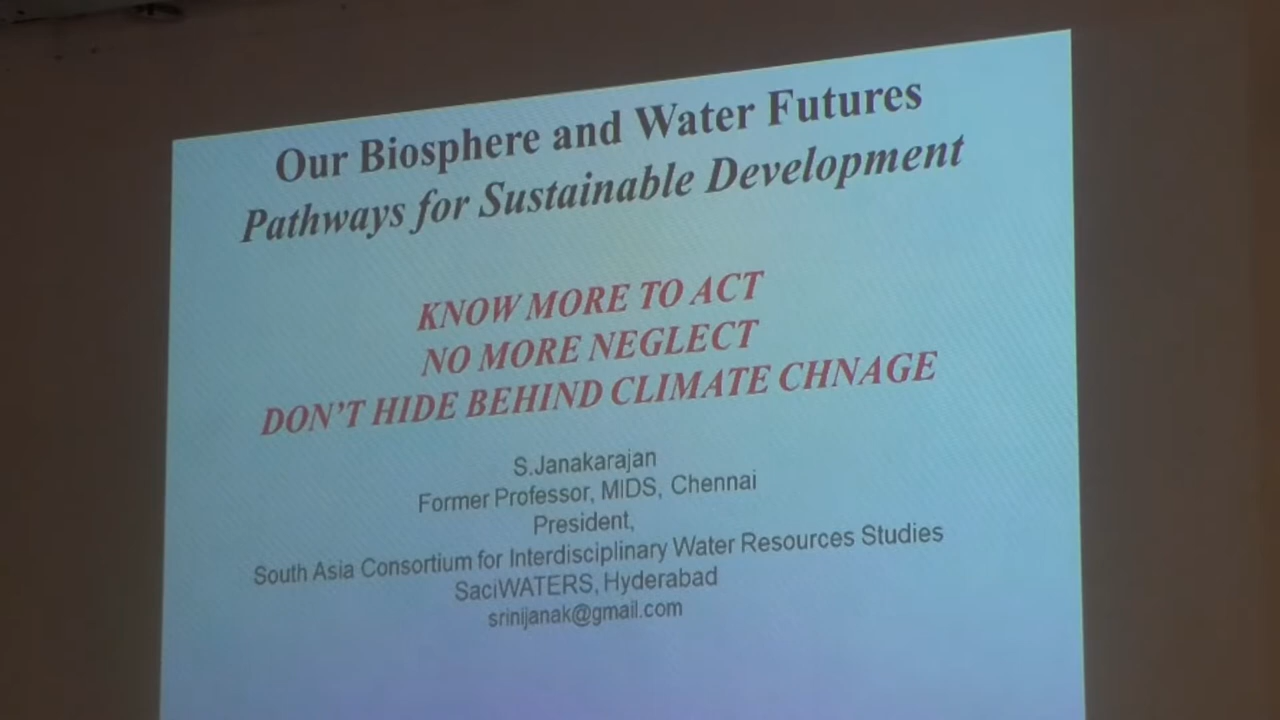 Our Biosphere and Water Futures
Pathways for Sustainable Development
KNOW MORE TO ACT
NO MORE NEGLECT
DON'T HIDE BEHIND CLIMATE CHNAGE
S.Janakarajan
Former Professor, MIDS, Chennai
President,
South Asia Consortium for Interdisciplinary Water Resources Studies
SaciWATERS, Hyderabad
srinijanak@gmail.com